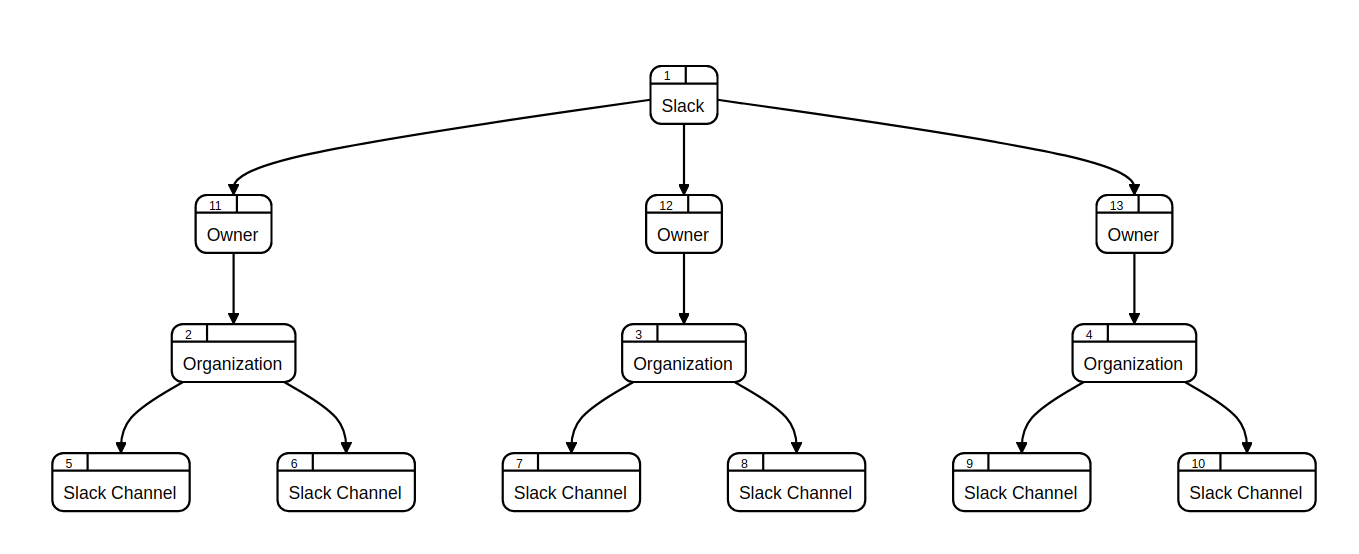 1
Slack
11
Owner
12
Owner
13
Owner
2
Organization
3
Organization
4
Organization
5
Slack Channel
6
Slack Channel
7
Slack Channel
8
Slack Channel
9
Slack Channel
10
Slack Channel